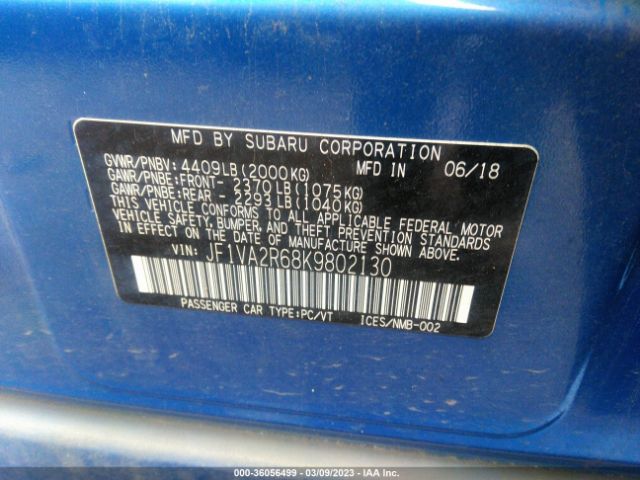 MFD BY SUBARU CORPORATION
GVWR/PNBV: 4409LB(2000KG) MFD IN 06/18
GAWR/PNBE:FRONT- 2370LB(1075KG)
GAWR/PNBE:REAR - 2293LB(1040KG)
THIS VEHICLE CONFORMS TO ALL APPLICABLE FEDERAL MOTOR
VEHICLE SAFETY, BUMPER, AND THEFT PREVENTION STANDARDS
IN EFFECT ON THE DATE OF MANUFACTURE SHOWN ABOVE.
VIN: JF1VA2R68K9802130
PASSENGER CAR TYPE:PC/VT ICES/NMB-002
000-36056499 - 03/09/2023 - IAA Inc.